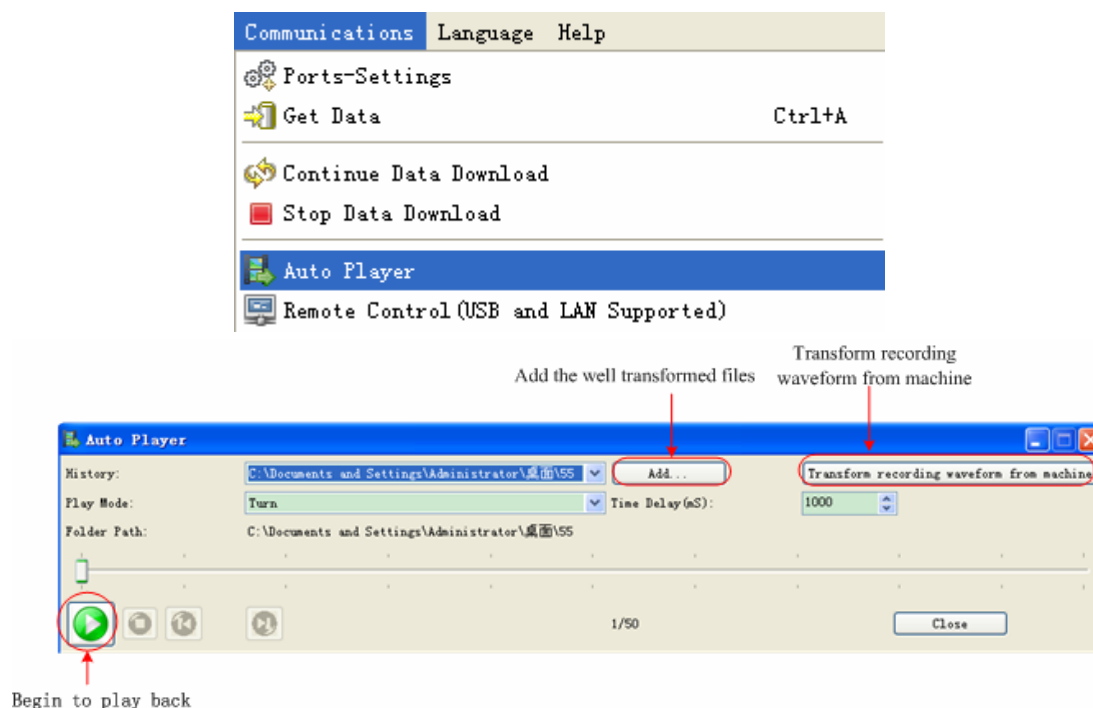 Communications Language Help
Ports-Settings
Get Data Ctrl+A
Continue Data Download
Stop Data Download
Auto Player
Remote Control(USB and LAN Supported)
Transform recording
Add the well transformed files waveform from machine
Auto Player
History: C:\Documents and Settings\Administrator\桌面\55 Add... Transform recording waveform from machine
Play Mode: Turn Time Delay(mS): 1000
Folder Path: C:\Documents and Settings\Administrator\桌面\55
1/50 Close
Begin to play back